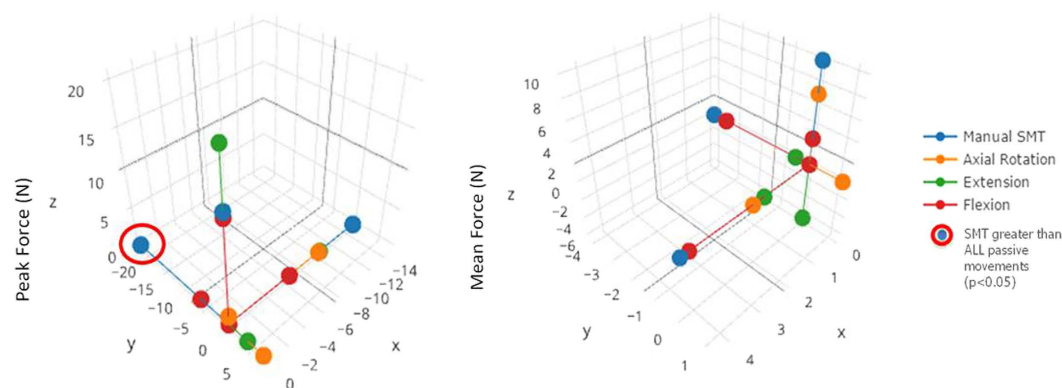 Peak Force (N)
z
20
15
10
5
0
−20
−15
−10
−5
0
5
y
−14
−12
−10
−8
−6
−4
−2
0
x
Mean Force (N)
z
10
8
6
4
2
0
−2
−4
−6
−4
−3
−2
−1
0
1
y
0
1
2
3
4
x
Manual SMT
Axial Rotation
Extension
Flexion
SMT greater than
ALL passive
movements
(p<0.05)